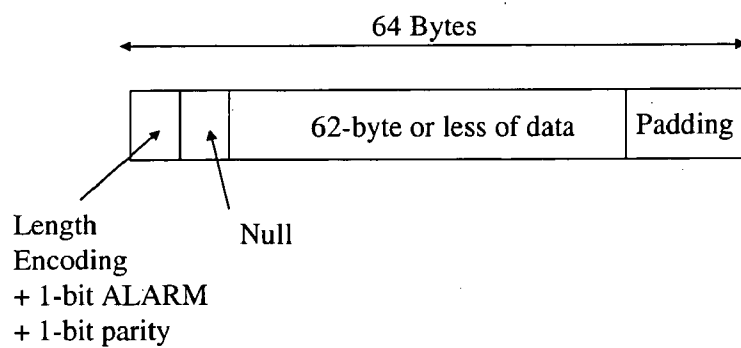 64 Bytes
62-byte or less of data
Padding
Length
Encoding
+ 1-bit ALARM
+ 1-bit parity
Null